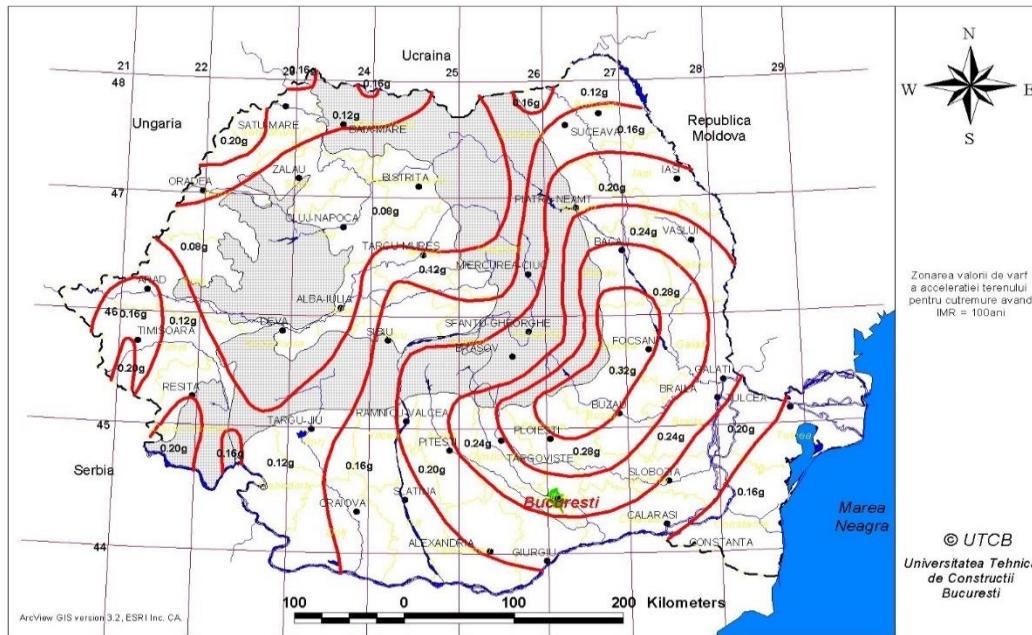 Ucraina
21 22 23 24 25 26 27 28
48
0.16g 0.16g 0.16g 0.12g
Ungaria
Republica
Moldova
SATU-MARE
0.12g
BAIA-MARE
SUCEAVA
0.16g
0.20g
ORADEA
ZALAU
BISTRITA
IASI
47
0.20g
PIATRA-NEAMT
CLUJ-NAPOCA
0.08g
0.24g
VASLUI
0.08g
TARGU-MURES
BACAU
0.12g
MIERCUREA-CIUC
ARAD
0.28g
46
0.16g
0.12g
ALBA-IULIA
TIMISOARA
DEVA
SIBIU
SFANTU-GHEORGHE
BRASOV
FOCSANI
0.20g
0.32g
GALATI
RESITA
BRAILA
TULCEA
45
TARGU-JIU
RAMNICU-VALCEA
BUZAU
0.20g
0.16g
PITESTI
0.24g
PLOIESTI
TARGOVISTE
0.28g
0.24g
0.20g
Serbia
0.12g
0.16g
0.20g
SLOBOZIA
0.16g
SLATINA
CRAIOVA
Bucuresti
CALARASI
CONSTANTA
44
ALEXANDRIA
GIURGIU
Marea
Neagra
100 0 100 200 Kilometers
ArcView GIS version 3.2, ESRI Inc. CA.
N
W E
S
Zonarea valorii de varf
a acceleratiei terenului
pentru cutremure avand
IMR = 100ani
© UTCB
Universitatea Tehnica
de Constructii
Bucuresti